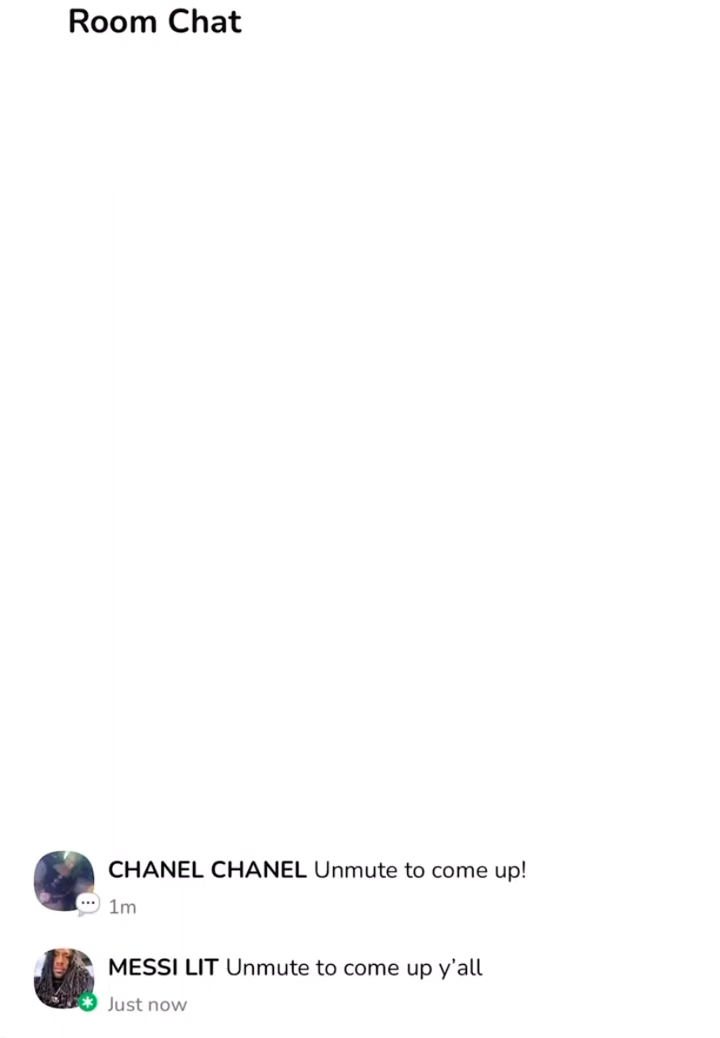 Room Chat
CHANEL CHANEL Unmute to come up!
1m
MESSI LIT Unmute to come up y’all
Just now